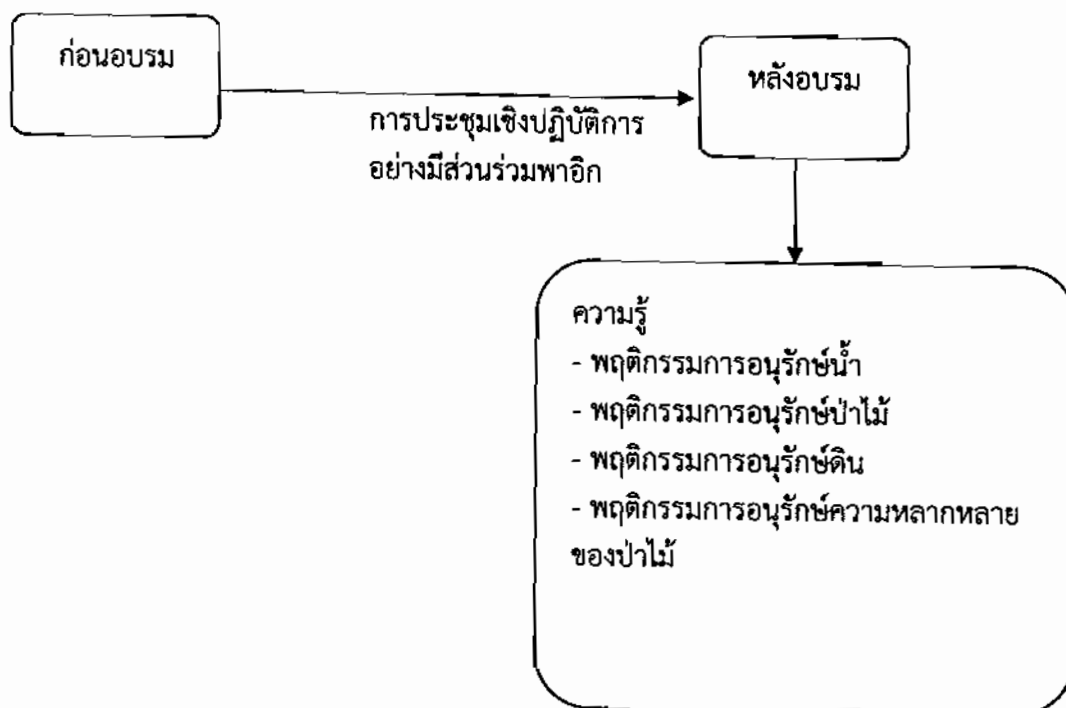 ก่อนอบรม
หลังอบรม
การประชุมเชิงปฏิบัติการ
อย่างมีส่วนร่วมพาอิก
ความรู้
- พฤติกรรมการอนุรักษ์น้ำ
- พฤติกรรมการอนุรักษ์ป่าไม้
- พฤติกรรมการอนุรักษ์ดิน
- พฤติกรรมการอนุรักษ์ความหลากหลาย
ของป่าไม้